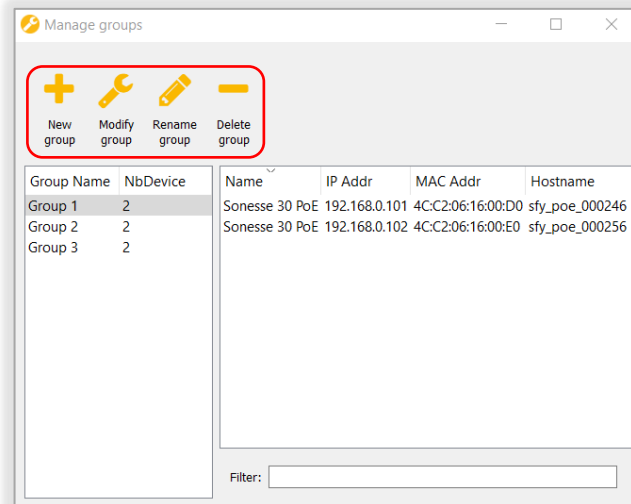 Manage groups
New group
Modify group
Rename group
Delete group
Group Name NbDevice
Group 1 2
Group 2 2
Group 3 2
Name IP Addr MAC Addr Hostname
Sonesse 30 PoE 192.168.0.101 4C:C2:06:16:00:D0 sfy_poe_000246
Sonesse 30 PoE 192.168.0.102 4C:C2:06:16:00:E0 sfy_poe_000256
Filter: